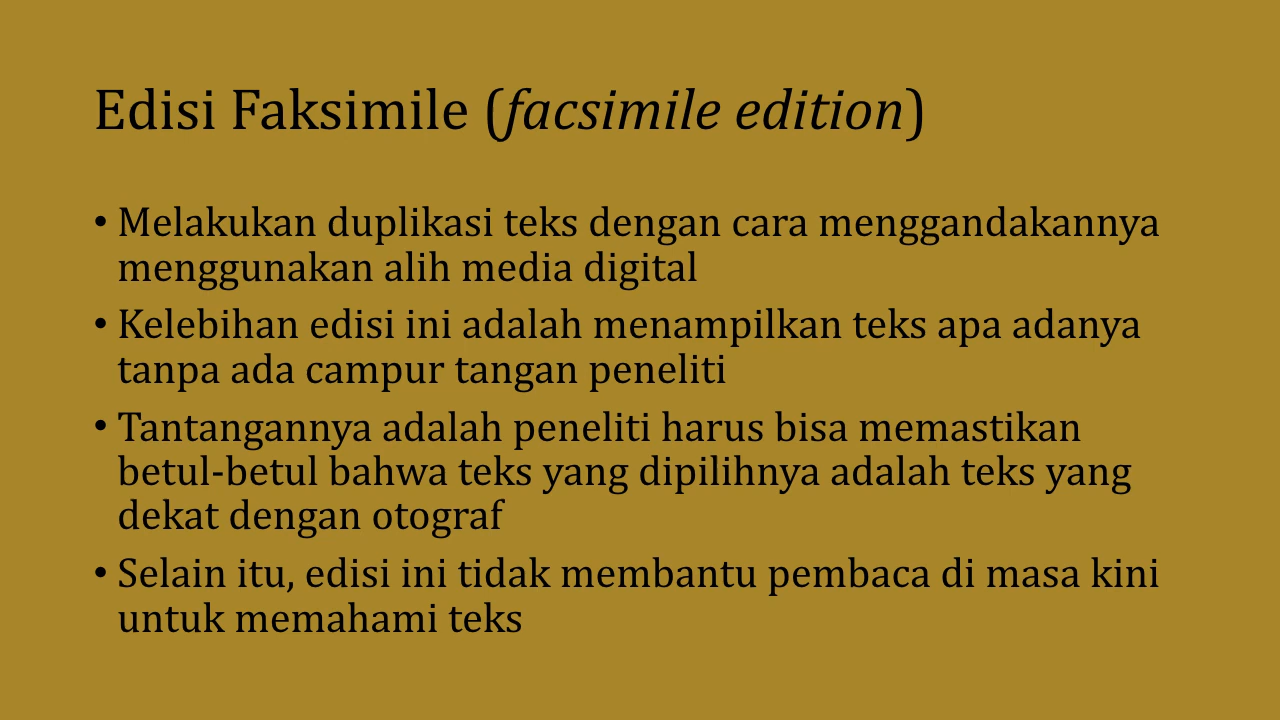 Edisi Faksimile (facsimile edition)
• Melakukan duplikasi teks dengan cara menggandakannya
menggunakan alih media digital
• Kelebihan edisi ini adalah menampilkan teks apa adanya
tanpa ada campur tangan peneliti
• Tantangannya adalah peneliti harus bisa memastikan
betul-betul bahwa teks yang dipilihnya adalah teks yang
dekat dengan otograf
• Selain itu, edisi ini tidak membantu pembaca di masa kini
untuk memahami teks